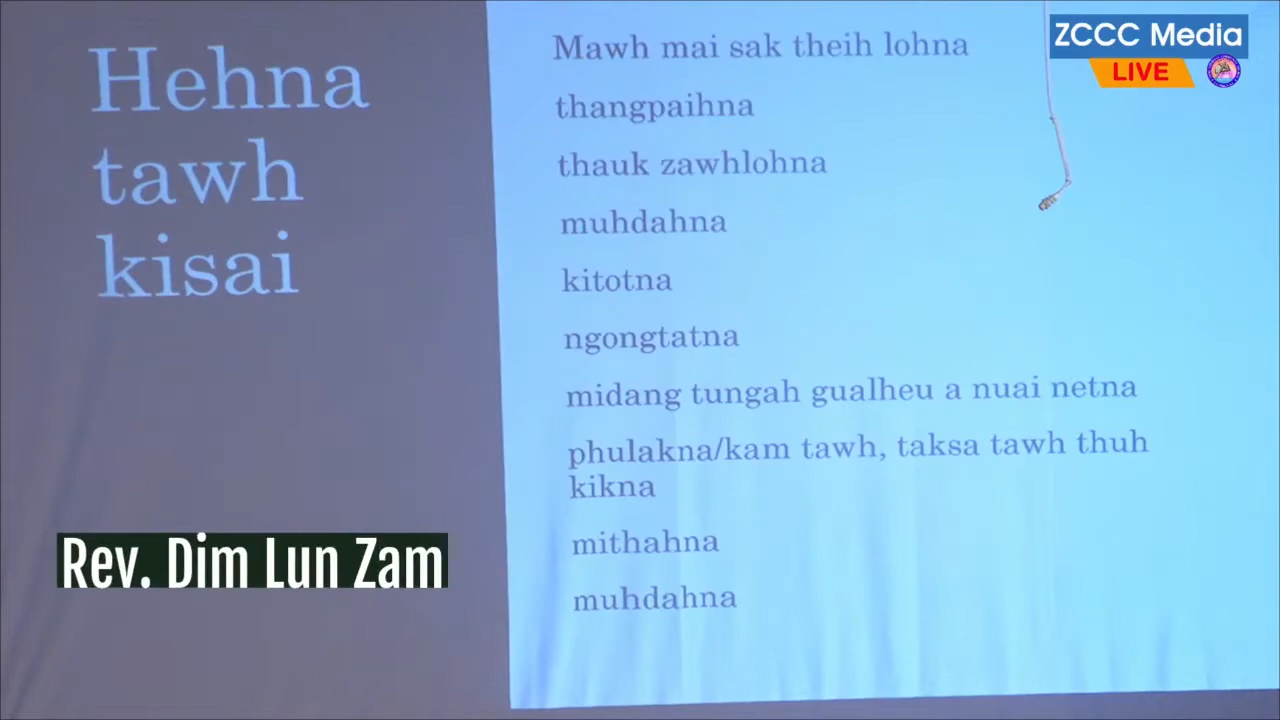 Hehna
tawh
kisai
Mawh mai sak theih lohna
thangpaihna
thauk zawhlohna
muhdahna
kitotna
ngongtatna
midang tungah gualheu a nuai netna
phulakna/kam tawh, taksa tawh thuh
kikna
mithahna
muhdahna
ZCCC Media
LIVE
Rev. Dim Lun Zam